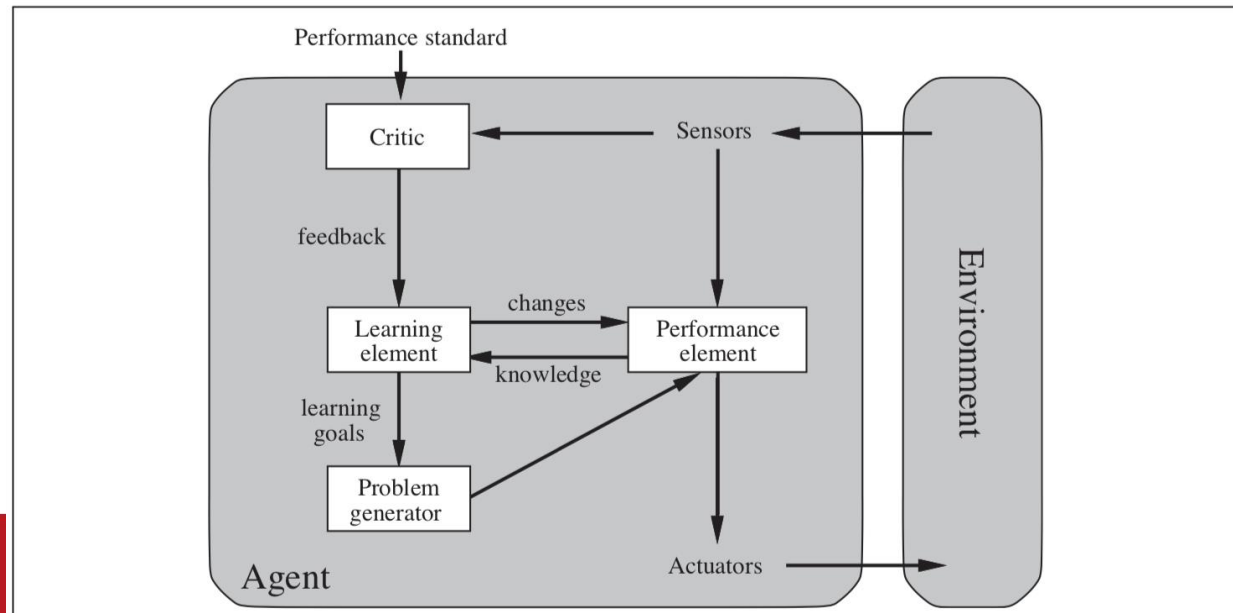 Performance standard
Critic
Sensors
feedback
changes
Learning
element
Performance
element
knowledge
learning
goals
Problem
generator
Actuators
Agent
Environment